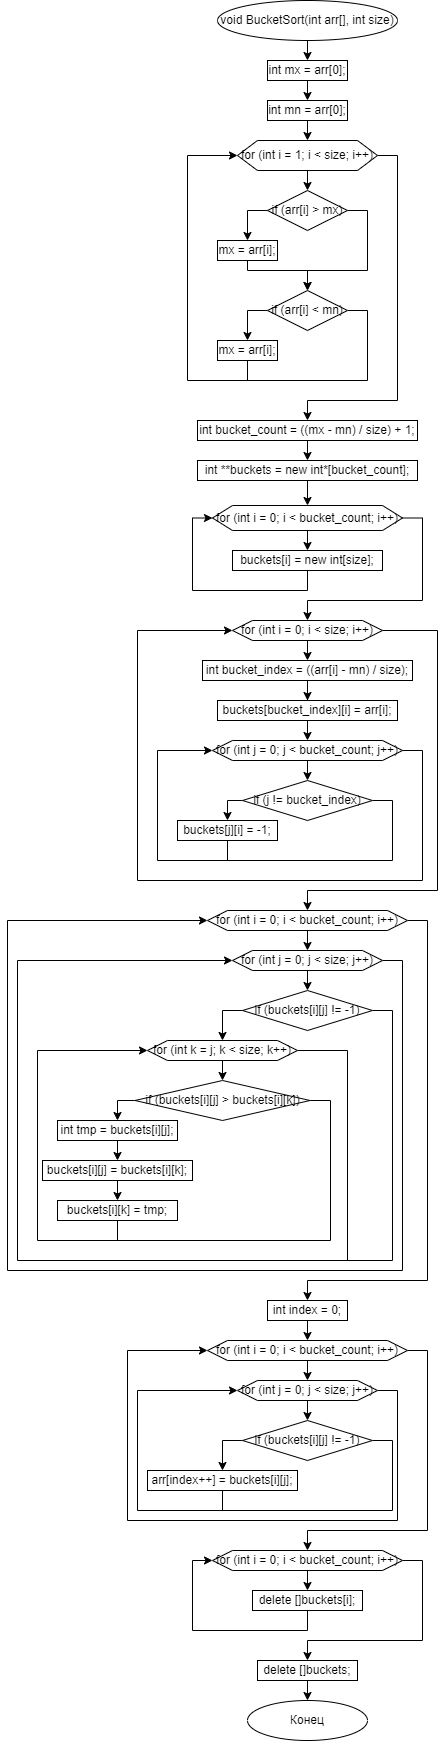 void BucketSort(int arr[], int size)
int mx = arr[0];
int mn = arr[0];
for (int i = 1; i < size; i++)
if (arr[i] > mx)
mx = arr[i];
if (arr[i] < mn)
mx = arr[i];
int bucket_count = ((mx - mn) / size) + 1;
int **buckets = new int*[bucket_count];
for (int i = 0; i < bucket_count; i++)
buckets[i] = new int[size];
for (int i = 0; i < size; i++)
int bucket_index = ((arr[i] - mn) / size);
buckets[bucket_index][i] = arr[i];
for (int j = 0; j < bucket_count; j++)
if (j != bucket_index)
buckets[j][i] = -1;
for (int i = 0; i < bucket_count; i++)
for (int j = 0; j < size; j++)
if (buckets[i][j] != -1)
for (int k = j; k < size; k++)
if (buckets[i][j] > buckets[i][k])
int tmp = buckets[i][j];
buckets[i][j] = buckets[i][k];
buckets[i][k] = tmp;
int index = 0;
for (int i = 0; i < bucket_count; i++)
for (int j = 0; j < size; j++)
if (buckets[i][j] != -1)
arr[index++] = buckets[i][j];
for (int i = 0; i < bucket_count; i++)
delete []buckets[i];
delete []buckets;
Конец